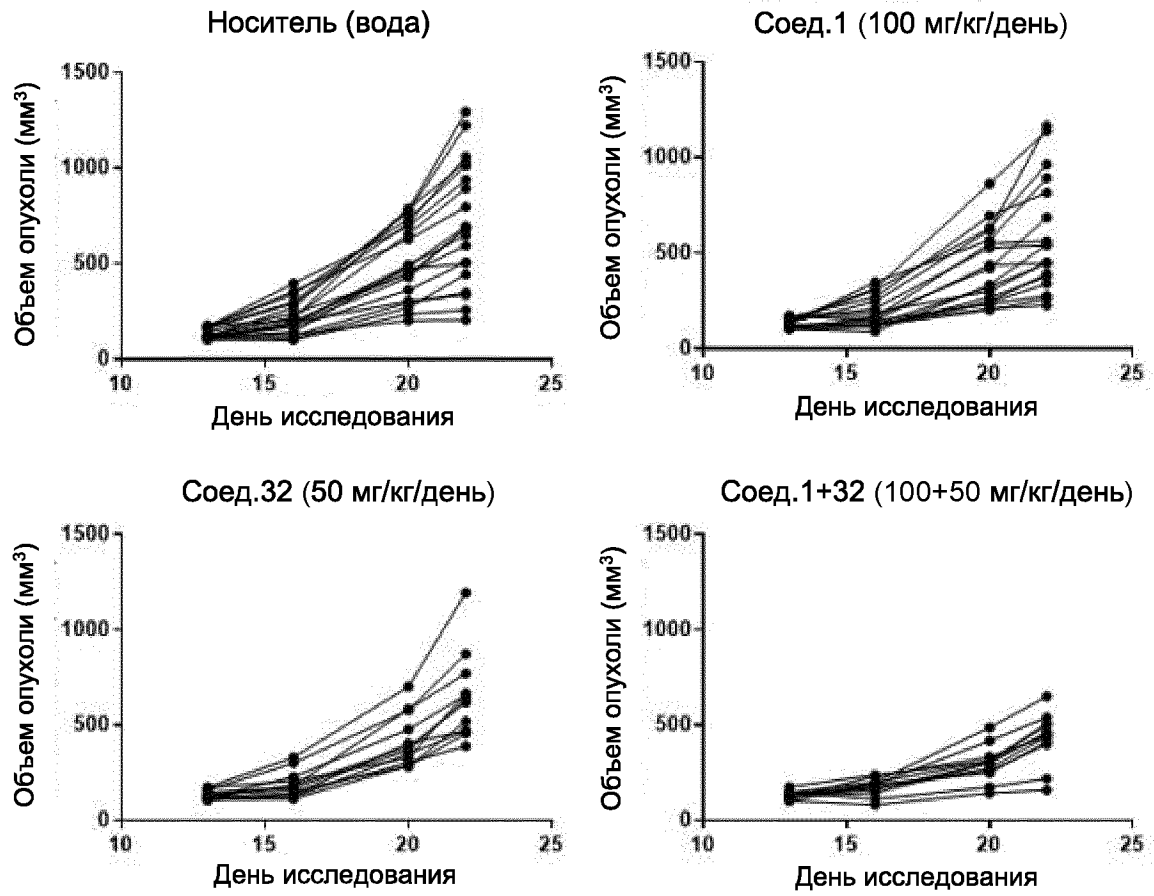 Носитель (вода)
Объем опухоли (мм³)
1500
1000
500
0
10
15
20
25
День исследования
Соед.1 (100 мг/кг/день)
Объем опухоли (мм³)
1500
1000
500
0
10
15
20
25
День исследования
Соед.32 (50 мг/кг/день)
Объем опухоли (мм³)
1500
1000
500
0
10
15
20
25
День исследования
Соед.1+32 (100+50 мг/кг/день)
Объем опухоли (мм³)
1500
1000
500
0
10
15
20
25
День исследования